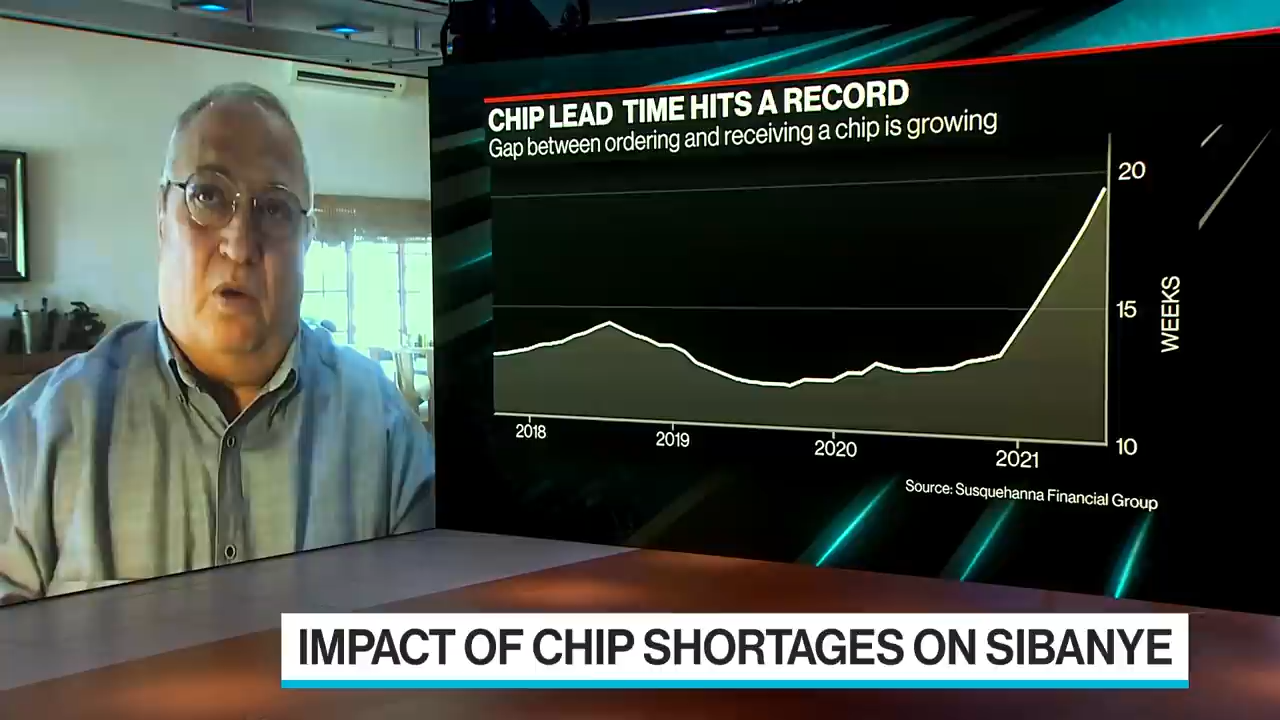 CHIP LEAD TIME HITS A RECORD
Gap between ordering and receiving a chip is growing
20
15
10
WEEKS
2018
2019
2020
2021
Source: Susquehanna Financial Group
IMPACT OF CHIP SHORTAGES ON SIBANYE